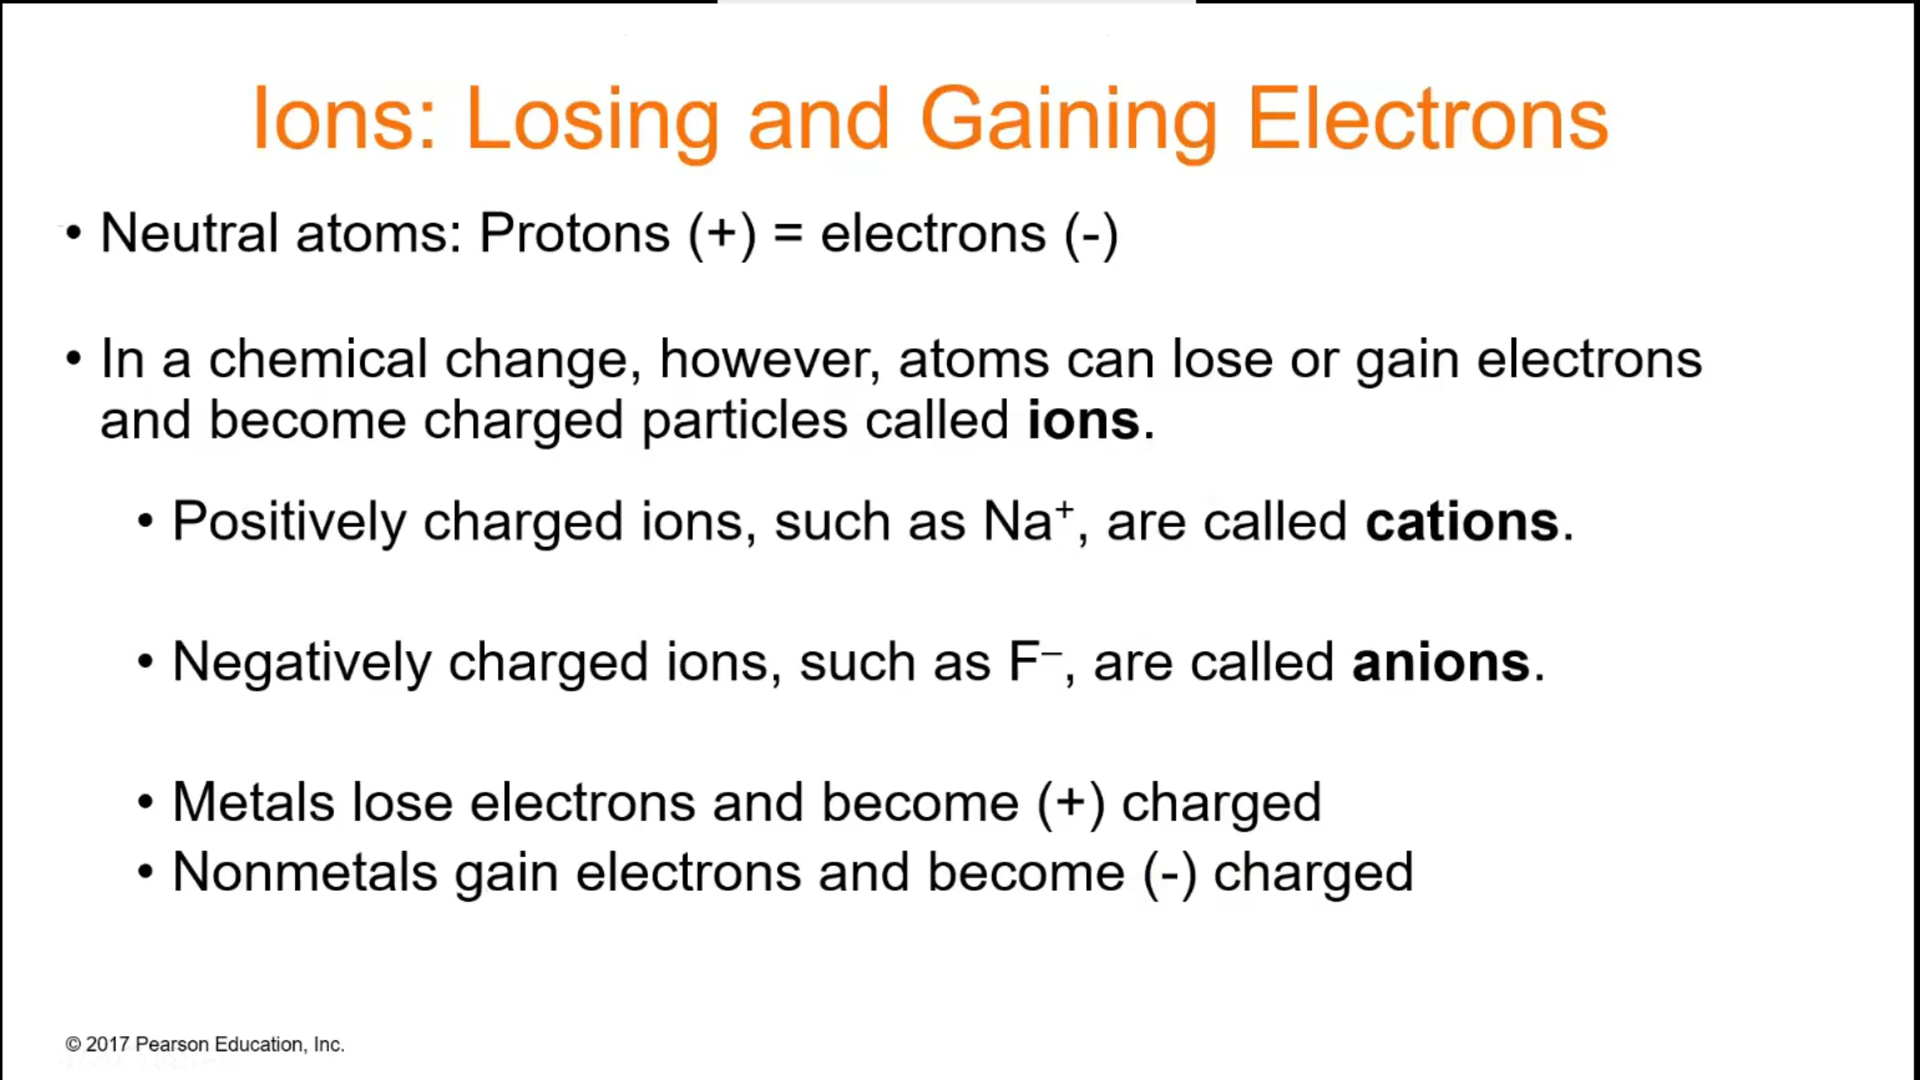 Ions: Losing and Gaining Electrons
• Neutral atoms: Protons (+) = electrons (-)
• In a chemical change, however, atoms can lose or gain electrons
and become charged particles called ions.
• Positively charged ions, such as Na⁺, are called cations.
• Negatively charged ions, such as F⁻, are called anions.
• Metals lose electrons and become (+) charged
• Nonmetals gain electrons and become (-) charged
© 2017 Pearson Education, Inc.